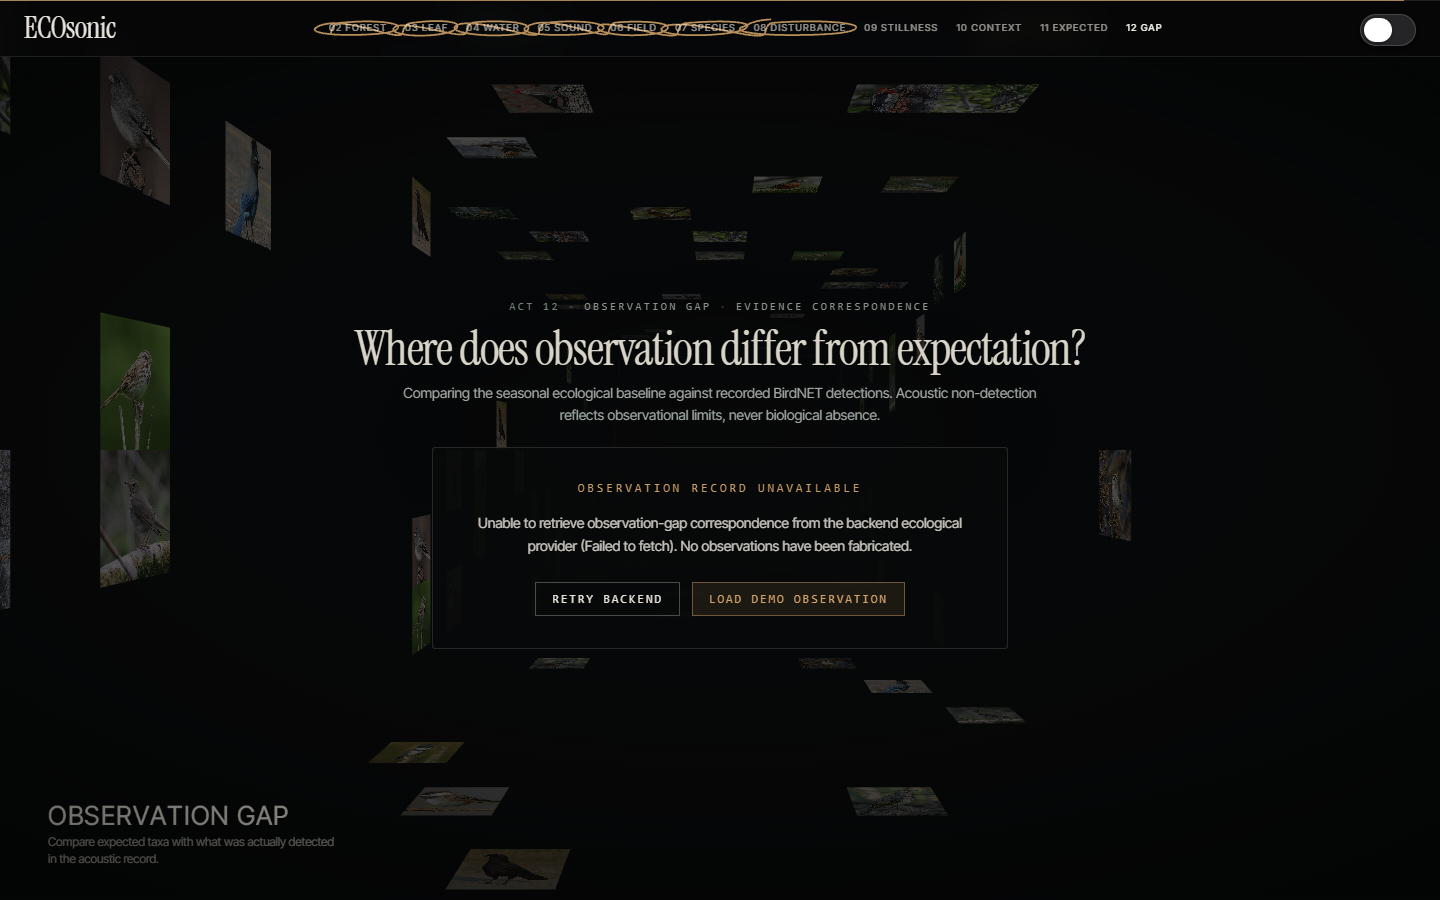 ECOsonic
02 FOREST 03 LEAF 04 WATER 05 SOUND 06 FIELD 07 SPECIES 08 DISTURBANCE 09 STILLNESS 10 CONTEXT 11 EXPECTED 12 GAP
ACT 12 · OBSERVATION GAP · EVIDENCE CORRESPONDENCE
Where does observation differ from expectation?
Comparing the seasonal ecological baseline against recorded BirdNET detections. Acoustic non-detection
reflects observational limits, never biological absence.
OBSERVATION RECORD UNAVAILABLE
Unable to retrieve observation-gap correspondence from the backend ecological
provider (Failed to fetch). No observations have been fabricated.
RETRY BACKEND LOAD DEMO OBSERVATION
OBSERVATION GAP
Compare expected taxa with what was actually detected
in the acoustic record.